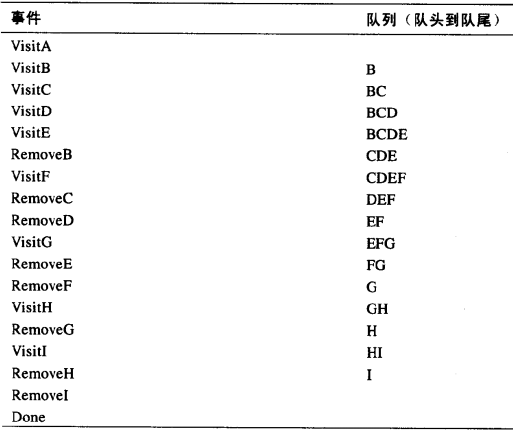 事件 队列（队头到队尾）
VisitA
VisitB B
VisitC BC
VisitD BCD
VisitE BCDE
RemoveB CDE
VisitF CDEF
RemoveC DEF
RemoveD EF
VisitG EFG
RemoveE FG
RemoveF G
VisitH GH
RemoveG H
VisitI HI
RemoveH I
RemoveI
Done